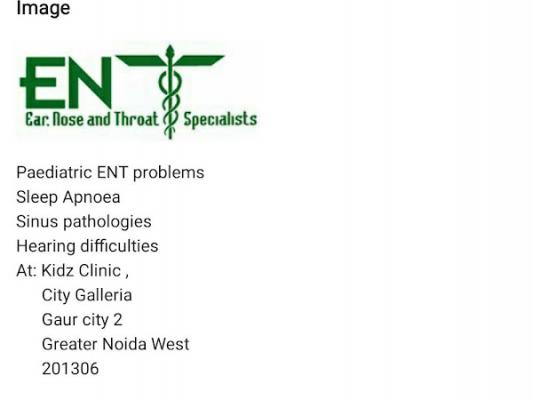 Image
ENT
Ear, Nose and Throat Specialists
Paediatric ENT problems
Sleep Apnoea
Sinus pathologies
Hearing difficulties
At: Kidz Clinic ,
City Galleria
Gaur city 2
Greater Noida West
201306